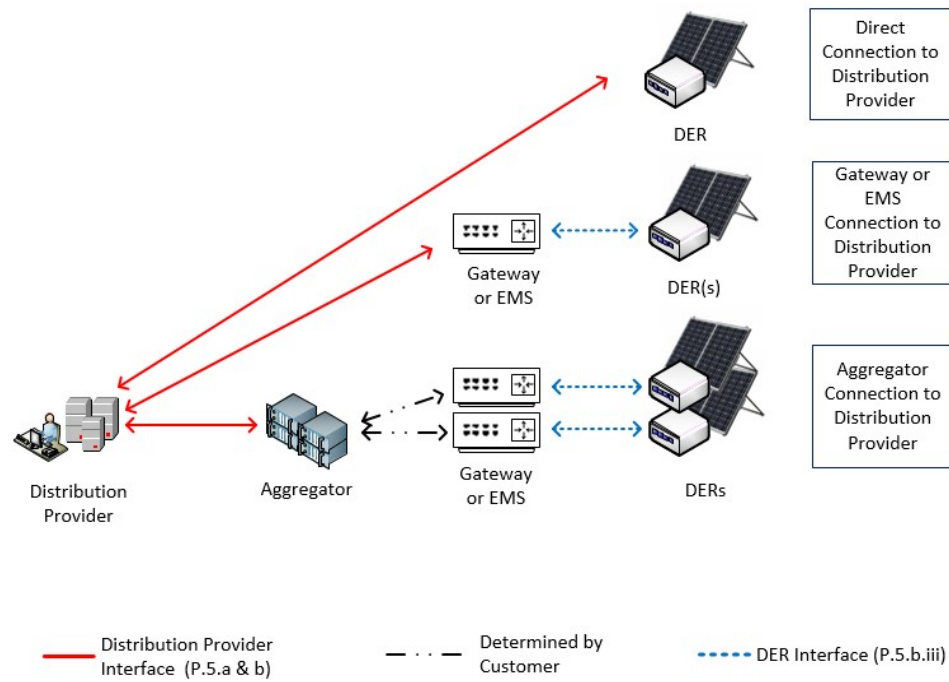 Direct
Connection to
Distribution
Provider
DER
Gateway or
EMS
Connection to
Distribution
Provider
Gateway
or EMS
DER(s)
Aggregator
Connection to
Distribution
Provider
Distribution
Provider
Aggregator
Gateway
or EMS
DERs
Distribution Provider
Interface (P.5.a & b)
Determined by
Customer
DER Interface (P.5.b.iii)